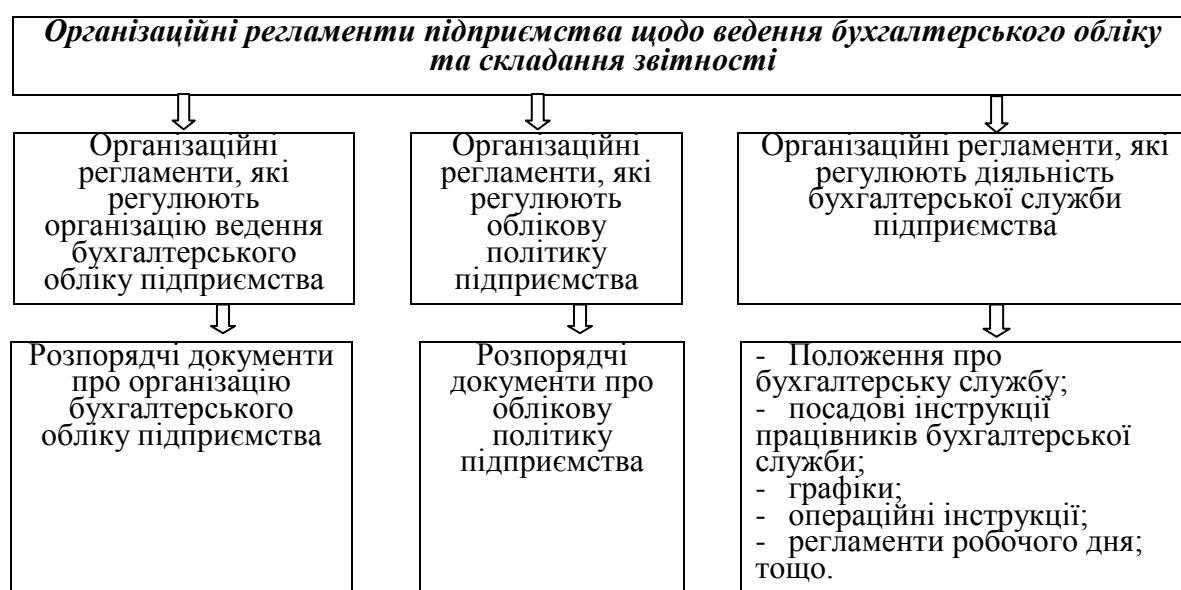 Організаційні регламенти підприємства щодо ведення бухгалтерського обліку
та складання звітності
Організаційні
регламенти, які
регулюють
організацію ведення
бухгалтерського
обліку підприємства
Організаційні
регламенти, які
регулюють
облікову
політику
підприємства
Організаційні регламенти, які
регулюють діяльність
бухгалтерської служби
підприємства
Розпорядчі документи
про організацію
бухгалтерського
обліку підприємства
Розпорядчі
документи про
облікову
політику
підприємства
- Положення про
бухгалтерську службу;
- посадові інструкції
працівників бухгалтерської
служби;
- графіки;
- операційні інструкції;
- регламенти робочого дня;
тощо.